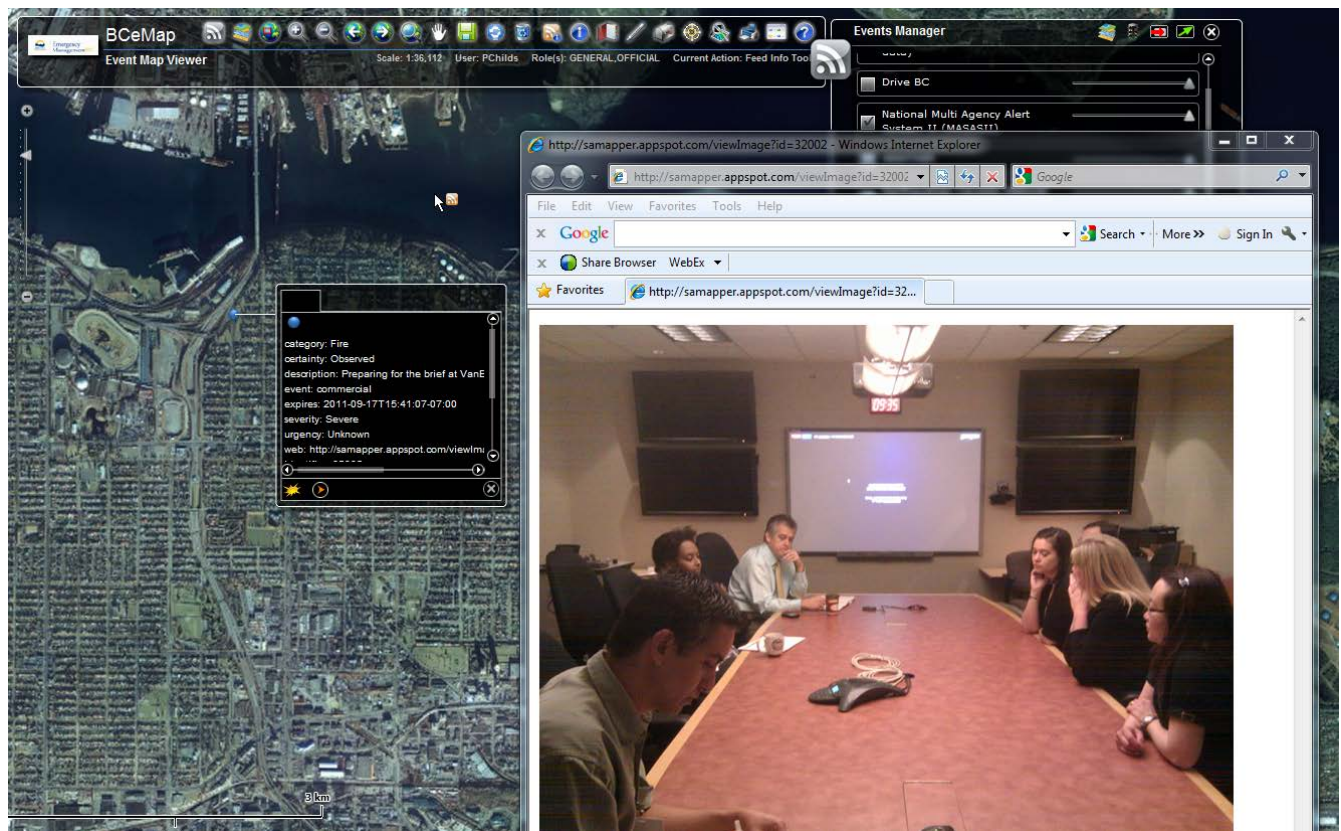 Emergency
Management
BCeMap
Event Map Viewer
Scale: 1:36,112 User: PChilds Role(s): GENERAL,OFFICIAL Current Action: Feed Info Tool
Events Manager
data)
Drive BC
National Multi Agency Alert
System II (MASASII)
http://samapper.appspot.com/viewImage?id=32002 - Windows Internet Explorer
http://samapper.appspot.com/viewImage?id=32002
Google
File Edit View Favorites Tools Help
x Google Search More >> Sign In
x Share Browser WebEx
Favorites http://samapper.appspot.com/viewImage?id=32...
category: Fire
certainty: Observed
description: Preparing for the brief at VanE
event: commercial
expires: 2011-09-17T15:41:07-07:00
severity: Severe
urgency: Unknown
web: http://samapper.appspot.com/viewIma
09:35
3 km